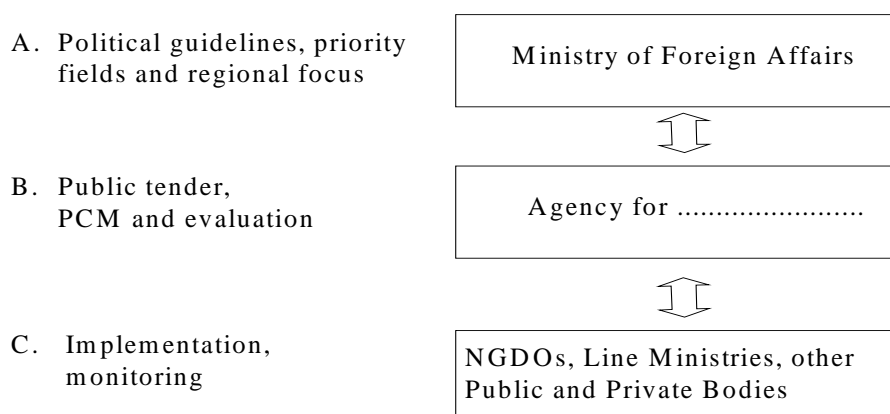 A. Political guidelines, priority
fields and regional focus
Ministry of Foreign Affairs
B. Public tender,
PCM and evaluation
Agency for ........................
C. Implementation,
monitoring
NGDOs, Line Ministries, other
Public and Private Bodies